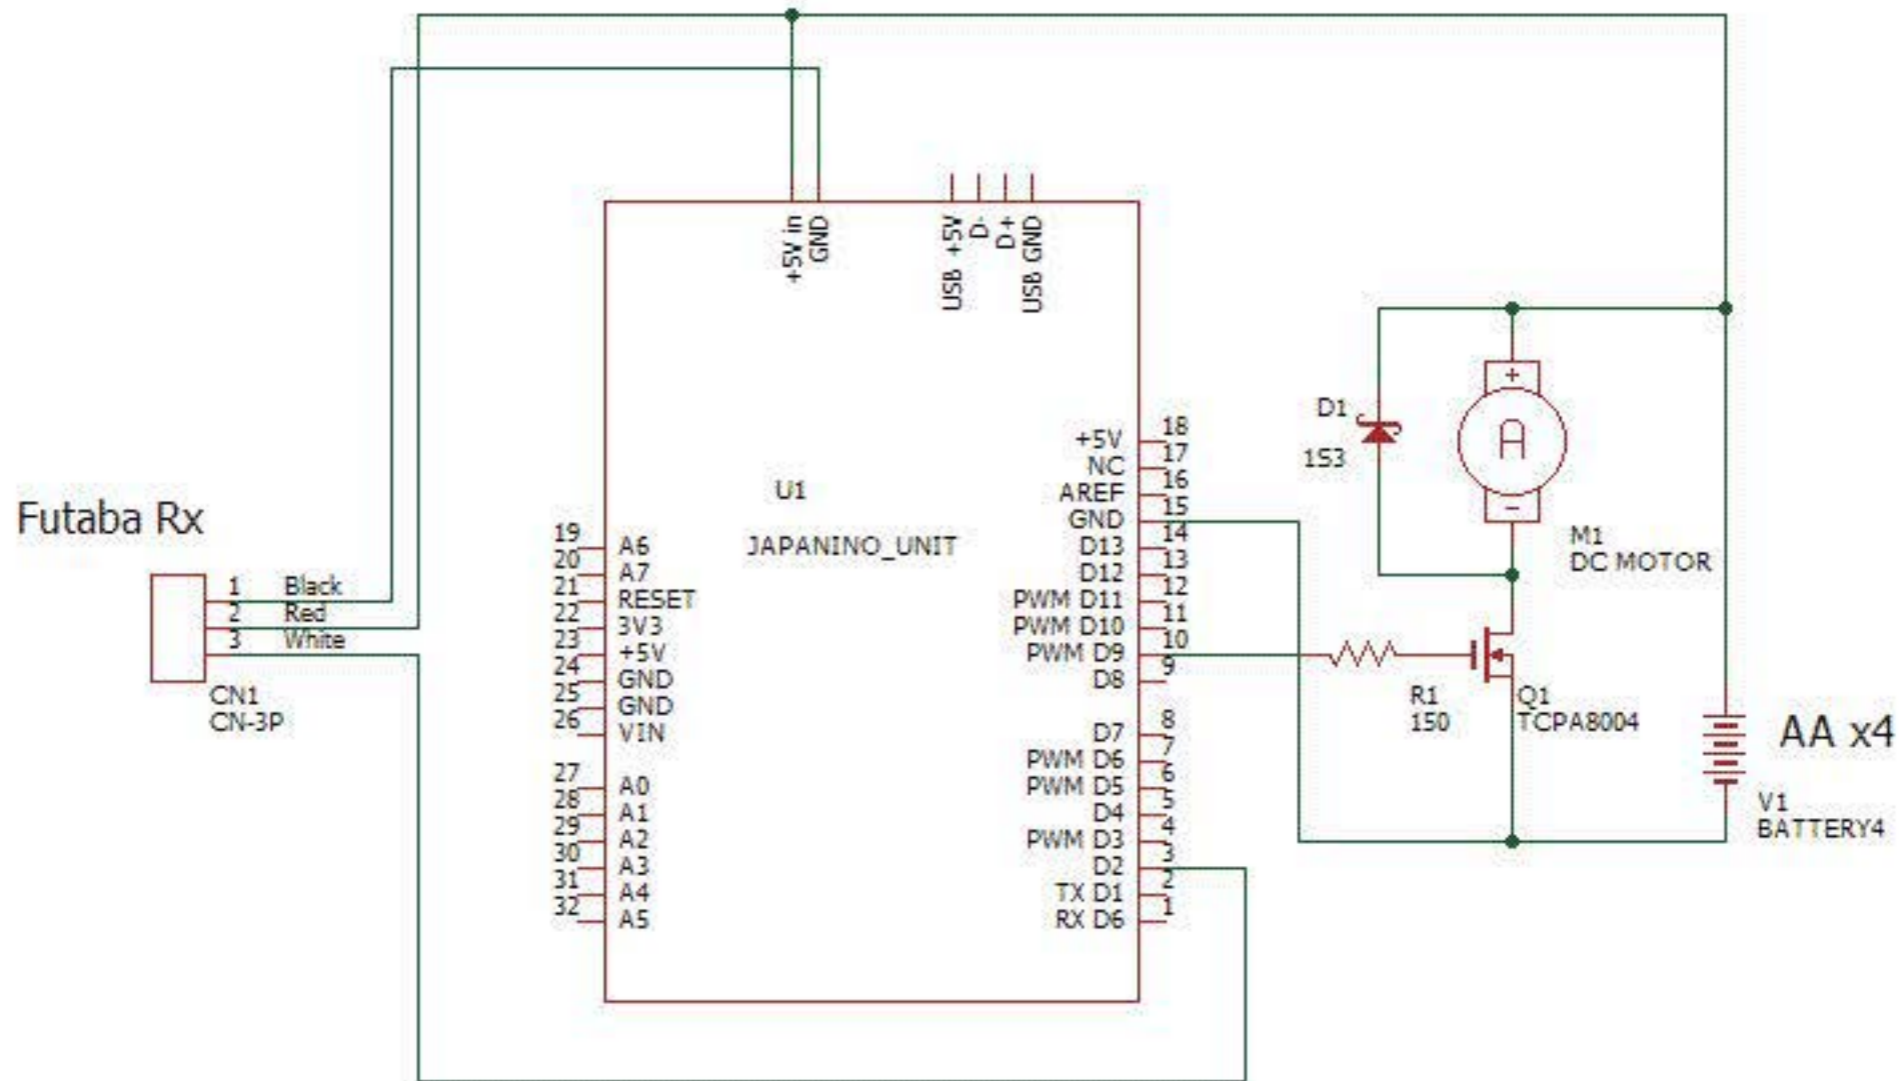 +5V in
GND
USB +5V
D-
D+
USB GND
Futaba Rx
1 Black
2 Red
3 White
CN1
CN-3P
U1
JAPANINO_UNIT
19 A6
20 A7
21 RESET
22 3V3
23 +5V
24 GND
25 GND
26 VIN
27 A0
28 A1
29 A2
30 A3
31 A4
32 A5
+5V 18
NC 17
AREF 16
GND 15
D13 14
D12 13
PWM D11 12
PWM D10 11
PWM D9 10
D8 9
D7 8
PWM D6 7
PWM D5 6
D4 5
PWM D3 4
D2 3
TX D1 2
RX D6 1
D1
1S3
+
A
-
M1
DC MOTOR
R1
150
Q1
TCPA8004
AA x4
V1
BATTERY4